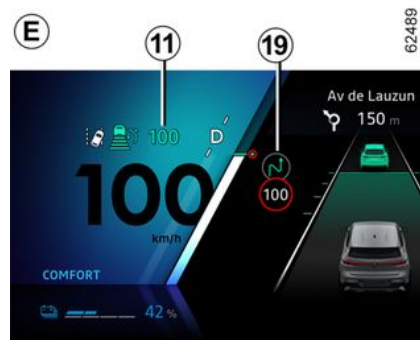 E
11
19
62489
Av de Lauzun
150 m
100
D
100
km/h
100
COMFORT
42 %